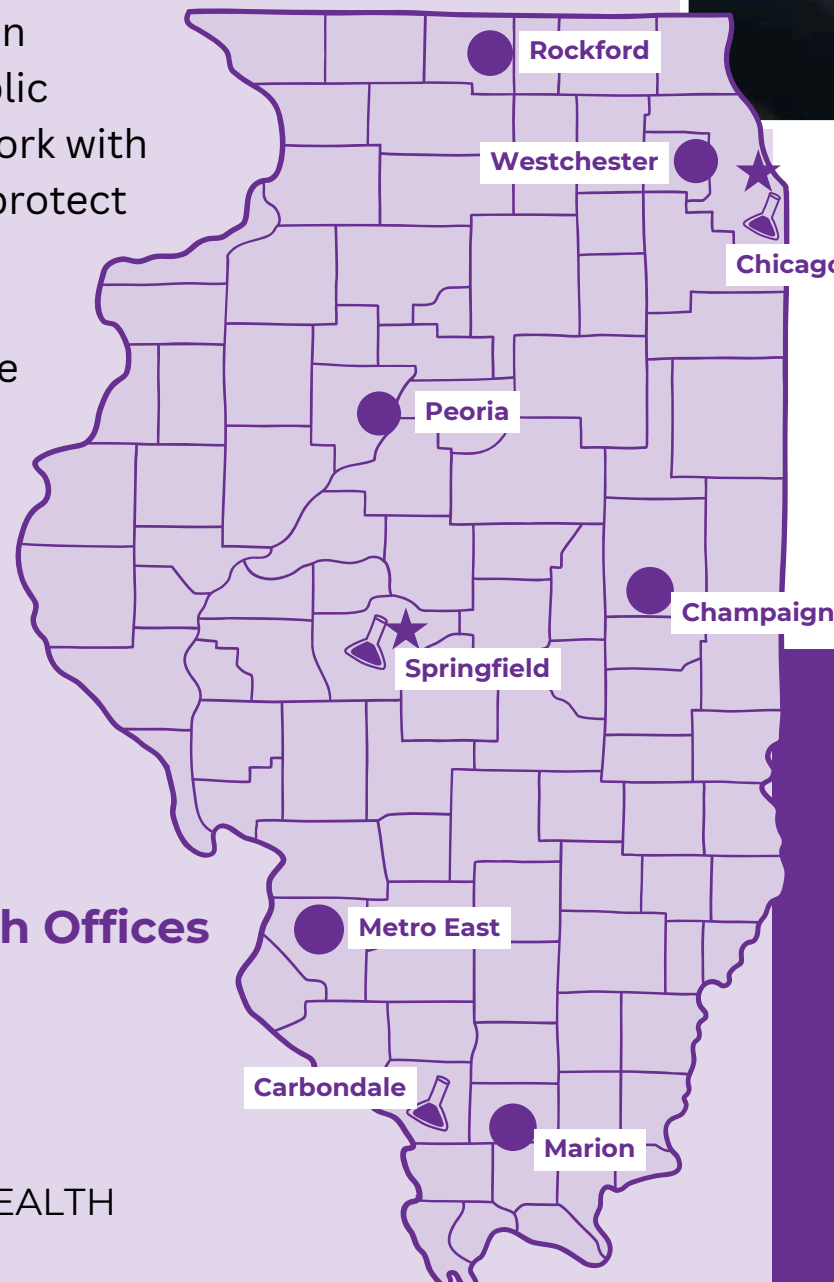 n
lic
ork with
protect
e
Rockford
Westchester
Chicago
Peoria
Champaign
Springfield
h Offices
Metro East
Carbondale
Marion
EALTH